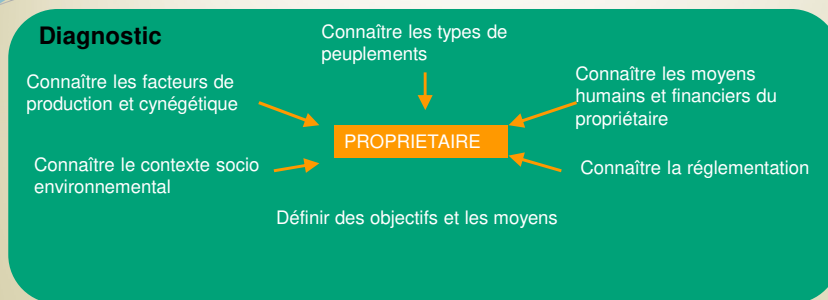 Diagnostic
Connaître les types de
peuplements
Connaître les facteurs de
production et cynégétique
Connaître les moyens
humains et financiers du
propriétaire
PROPRIETAIRE
Connaître le contexte socio
environnemental
Connaître la réglementation
Définir des objectifs et les moyens